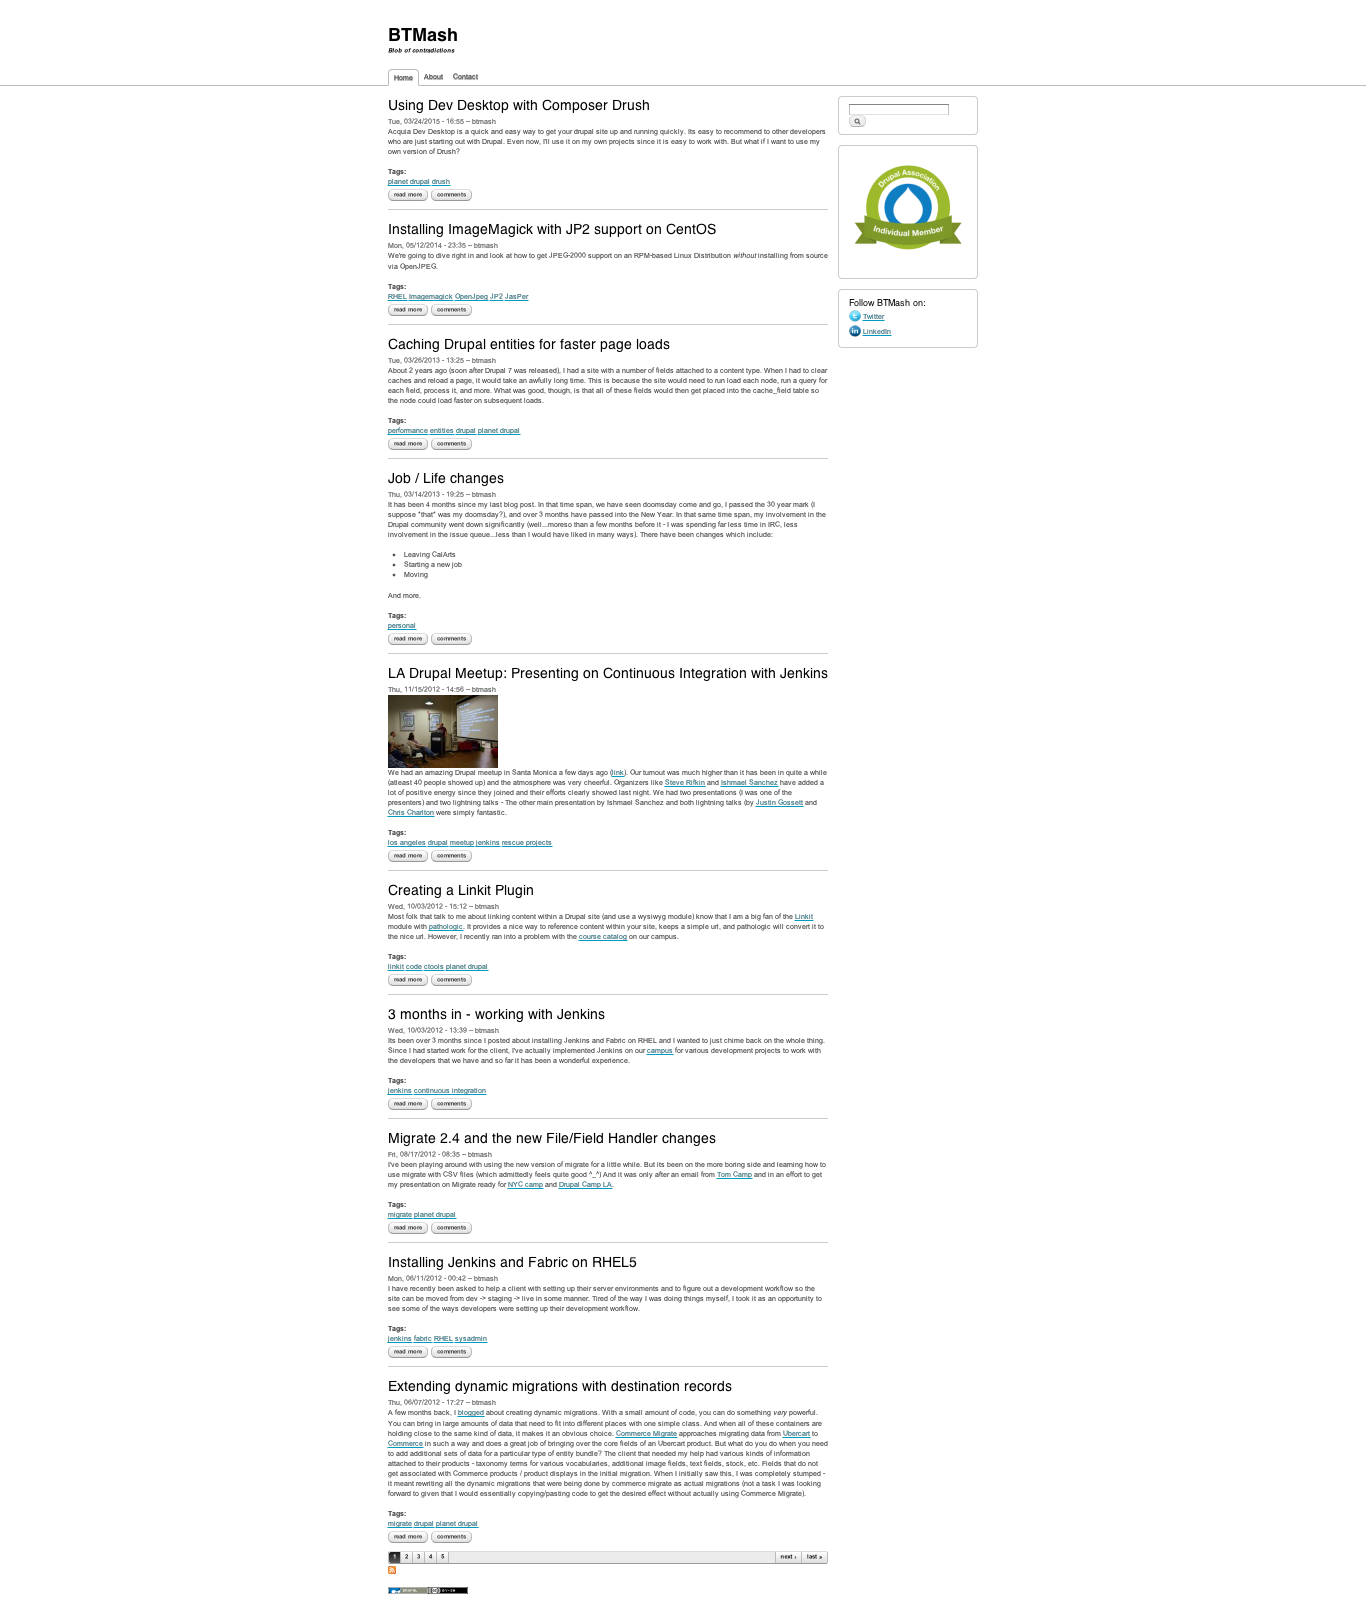 BTMash
Blob of contradictions
Home
About
Contact
Using Dev Desktop with Composer Drush
Tue, 03/24/2015 - 16:55 – btmash
Acquia Dev Desktop is a quick and easy way to get your drupal site up and running quickly. Its easy to recommend to other developers
who are just starting out with Drupal. Even now, I'll use it on my own projects since it is easy to work with. But what if I want to use my
own version of Drush?
Tags:
planet drupal drush
read more
comments
Installing ImageMagick with JP2 support on CentOS
Mon, 05/12/2014 - 23:35 – btmash
We're going to dive right in and look at how to get JPEG-2000 support on an RPM-based Linux Distribution without installing from source
via OpenJPEG.
Tags:
RHEL Imagemagick OpenJpeg JP2 JasPer
read more
comments
Caching Drupal entities for faster page loads
Tue, 03/26/2013 - 13:25 – btmash
About 2 years ago (soon after Drupal 7 was released), I had a site with a number of fields attached to a content type. When I had to clear
caches and reload a page, it would take an awfully long time. This is because the site would need to run load each node, run a query for
each field, process it, and more. What was good, though, is that all of these fields would then get placed into the cache_field table so
the node could load faster on subsequent loads.
Tags:
performance entities drupal planet drupal
read more
comments
Job / Life changes
Thu, 03/14/2013 - 19:25 – btmash
It has been 4 months since my last blog post. In that time span, we have seen doomsday come and go, I passed the 30 year mark (I
suppose "that" was my doomsday?), and over 3 months have passed into the New Year. In that same time span, my involvement in the
Drupal community went down significantly (well...moreso than a few months before it - I was spending far less time in IRC, less
involvement in the issue queue...less than I would have liked in many ways). There have been changes which include:
Leaving CalArts
Starting a new job
Moving
And more.
Tags:
personal
read more
comments
LA Drupal Meetup: Presenting on Continuous Integration with Jenkins
Thu, 11/15/2012 - 14:56 – btmash
We had an amazing Drupal meetup in Santa Monica a few days ago (link). Our turnout was much higher than it has been in quite a while
(atleast 40 people showed up) and the atmosphere was very cheerful. Organizers like Steve Rifkin and Ishmael Sanchez have added a
lot of positive energy since they joined and their efforts clearly showed last night. We had two presentations (I was one of the
presenters) and two lightning talks - The other main presentation by Ishmael Sanchez and both lightning talks (by Justin Gossett and
Chris Charlton were simply fantastic.
Tags:
los angeles drupal meetup jenkins rescue projects
read more
comments
Creating a Linkit Plugin
Wed, 10/03/2012 - 15:12 – btmash
Most folk that talk to me about linking content within a Drupal site (and use a wysiwyg module) know that I am a big fan of the Linkit
module with pathologic. It provides a nice way to reference content within your site, keeps a simple url, and pathologic will convert it to
the nice url. However, I recently ran into a problem with the course catalog on our campus.
Tags:
linkit code ctools planet drupal
read more
comments
3 months in - working with Jenkins
Wed, 10/03/2012 - 13:39 – btmash
Its been over 3 months since I posted about installing Jenkins and Fabric on RHEL and I wanted to just chime back on the whole thing.
Since I had started work for the client, I've actually implemented Jenkins on our campus for various development projects to work with
the developers that we have and so far it has been a wonderful experience.
Tags:
jenkins continuous integration
read more
comments
Migrate 2.4 and the new File/Field Handler changes
Fri, 08/17/2012 - 08:35 – btmash
I've been playing around with using the new version of migrate for a little while. But its been on the more boring side and learning how to
use migrate with CSV files (which admittedly feels quite good ^_^) And it was only after an email from Tom Camp and in an effort to get
my presentation on Migrate ready for NYC camp and Drupal Camp LA.
Tags:
migrate planet drupal
read more
comments
Installing Jenkins and Fabric on RHEL5
Mon, 06/11/2012 - 00:42 – btmash
I have recently been asked to help a client with setting up their server environments and to figure out a development workflow so the
site can be moved from dev -> staging -> live in some manner. Tired of the way I was doing things myself, I took it as an opportunity to
see some of the ways developers were setting up their development workflow.
Tags:
jenkins fabric RHEL sysadmin
read more
comments
Extending dynamic migrations with destination records
Thu, 06/07/2012 - 17:27 – btmash
A few months back, I blogged about creating dynamic migrations. With a small amount of code, you can do something very powerful.
You can bring in large amounts of data that need to fit into different places with one simple class. And when all of these containers are
holding close to the same kind of data, it makes it an obvious choice. Commerce Migrate approaches migrating data from Ubercart to
Commerce in such a way and does a great job of bringing over the core fields of an Ubercart product. But what do you do when you need
to add additional sets of data for a particular type of entity bundle? The client that needed my help had various kinds of information
attached to their products - taxonomy terms for various vocabularies, additional image fields, text fields, stock, etc. Fields that do not
get associated with Commerce products / product displays in the initial migration. When I initially saw this, I was completely stumped -
it meant rewriting all the dynamic migrations that were being done by commerce migrate as actual migrations (not a task I was looking
forward to given that I would essentially copying/pasting code to get the desired effect without actually using Commerce Migrate).
Tags:
migrate drupal planet drupal
read more
comments
1 2 3 4 5 next › last »
Drupal Association
Individual Member
Follow BTMash on:
Twitter
LinkedIn